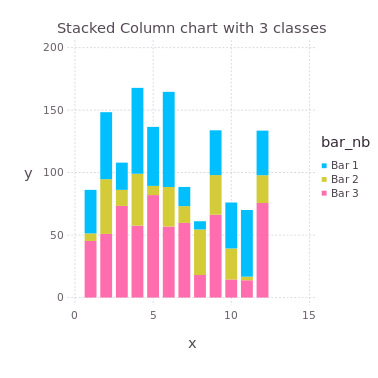 Stacked Column chart with 3 classes
200
150
100
50
0
y
0 5 10 15
x
bar_nb
Bar 1
Bar 2
Bar 3